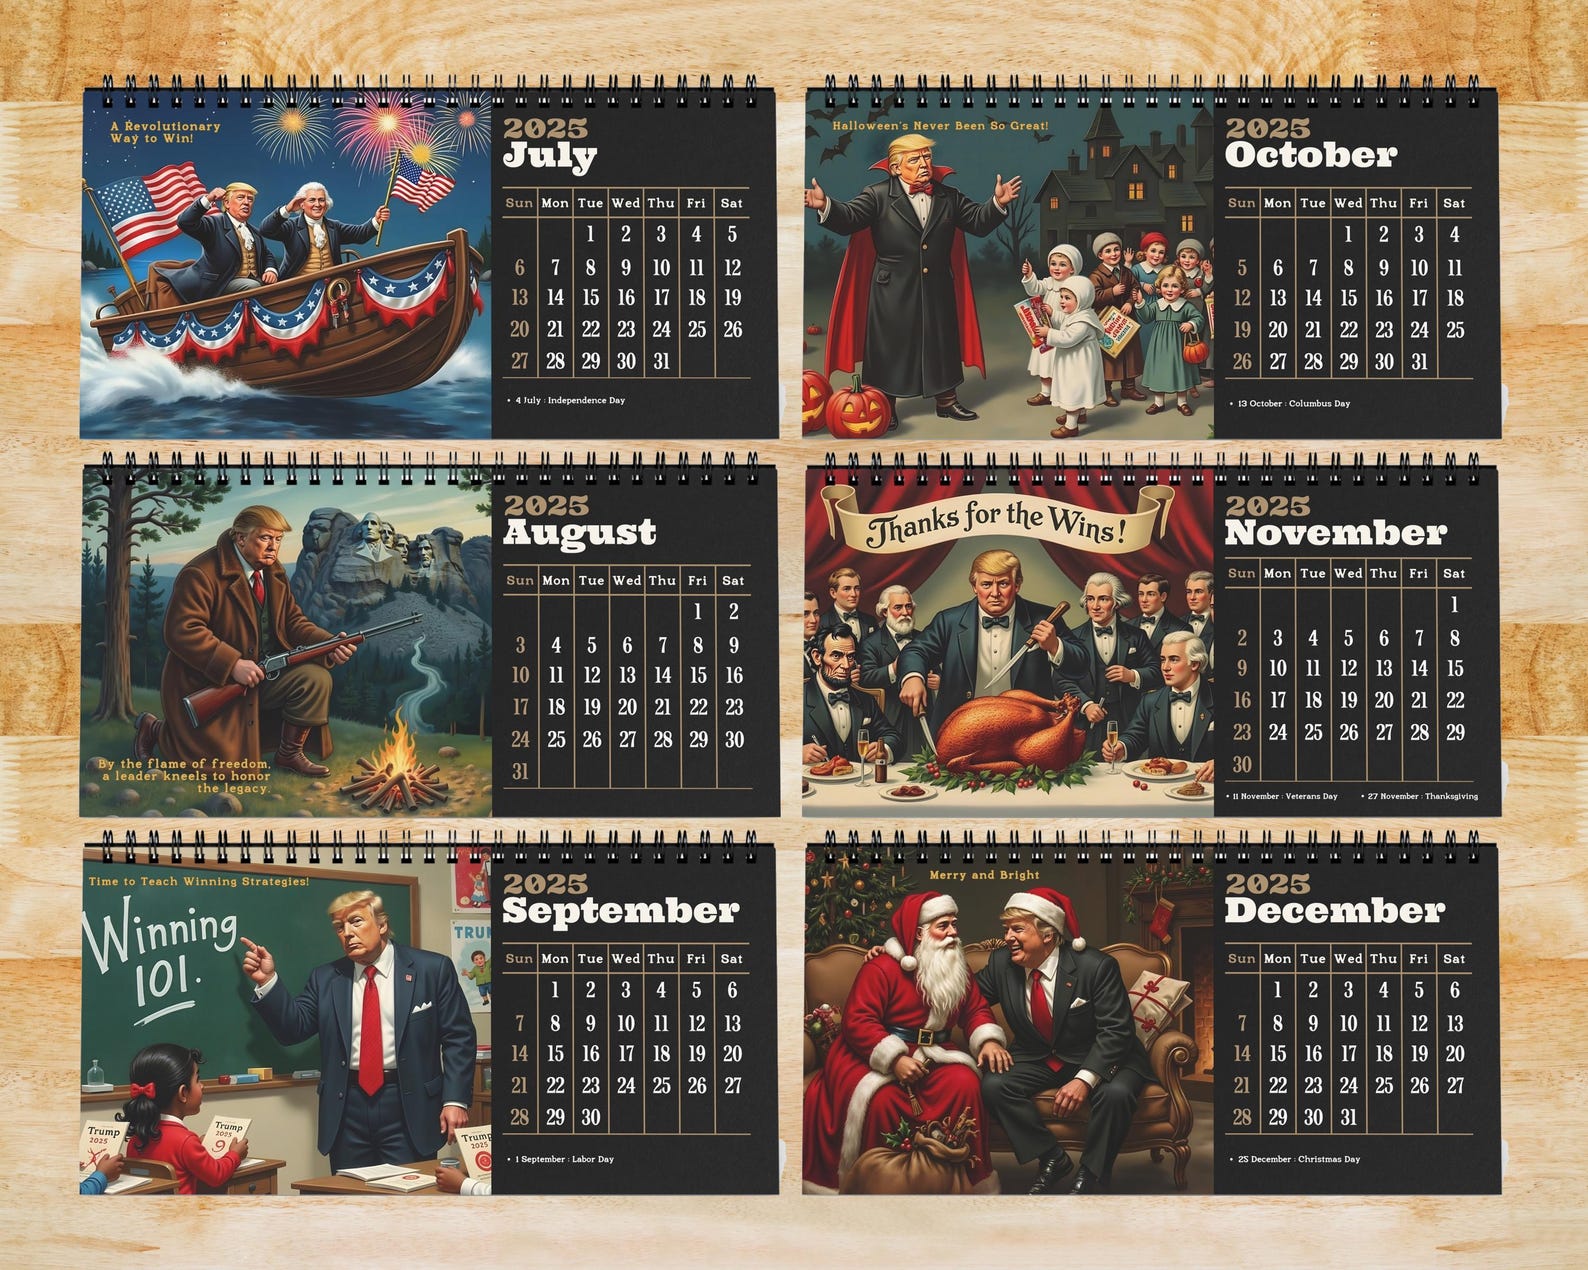 A Revolutionary
Way to Win!
2025
July
Sun Mon Tue Wed Thu Fri Sat
1 2 3 4 5
6 7 8 9 10 11 12
13 14 15 16 17 18 19
20 21 22 23 24 25 26
27 28 29 30 31
• 4 July : Independence Day
Halloween's Never Been So Great!
2025
October
Sun Mon Tue Wed Thu Fri Sat
1 2 3 4
5 6 7 8 9 10 11
12 13 14 15 16 17 18
19 20 21 22 23 24 25
26 27 28 29 30 31
• 13 October : Columbus Day
By the flame of freedom,
a leader kneels to honor
the legacy.
2025
August
Sun Mon Tue Wed Thu Fri Sat
1 2
3 4 5 6 7 8 9
10 11 12 13 14 15 16
17 18 19 20 21 22 23
24 25 26 27 28 29 30
31
Thanks for the Wins!
2025
November
Sun Mon Tue Wed Thu Fri Sat
1
2 3 4 5 6 7 8
9 10 11 12 13 14 15
16 17 18 19 20 21 22
23 24 25 26 27 28 29
30
• 11 November : Veterans Day • 27 November : Thanksgiving
Time to Teach Winning Strategies!
Winning
101.
TRUM
Trump
2025
Trump
2025
9
Trump
2025
2025
September
Sun Mon Tue Wed Thu Fri Sat
1 2 3 4 5 6
7 8 9 10 11 12 13
14 15 16 17 18 19 20
21 22 23 24 25 26 27
28 29 30
• 1 September : Labor Day
Merry and Bright
2025
December
Sun Mon Tue Wed Thu Fri Sat
1 2 3 4 5 6
7 8 9 10 11 12 13
14 15 16 17 18 19 20
21 22 23 24 25 26 27
28 29 30 31
• 25 December : Christmas Day